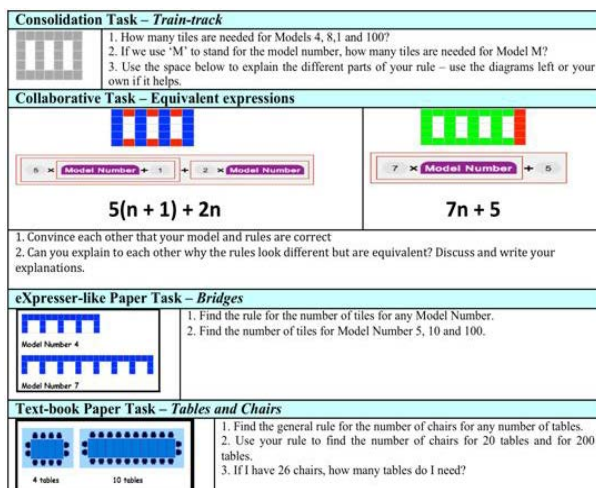 Consolidation Task – Train-track
1. How many tiles are needed for Models 4, 8,1 and 100?
2. If we use 'M' to stand for the model number, how many tiles are needed for Model M?
3. Use the space below to explain the different parts of your rule – use the diagrams left or your
own if it helps.
Collaborative Task – Equivalent expressions
5 × Model Number + 1 + 2 × Model Number
7 × Model Number + 5
5(n + 1) + 2n
7n + 5
1. Convince each other that your model and rules are correct
2. Can you explain to each other why the rules look different but are equivalent? Discuss and write your
explanations.
eXpresser-like Paper Task – Bridges
Model Number 4
Model Number 7
1. Find the rule for the number of tiles for any Model Number.
2. Find the number of tiles for Model Number 5, 10 and 100.
Text-book Paper Task – Tables and Chairs
4 tables
10 tables
1. Find the general rule for the number of chairs for any number of tables.
2. Use your rule to find the number of chairs for 20 tables and for 200
tables.
3. If I have 26 chairs, how many tables do I need?